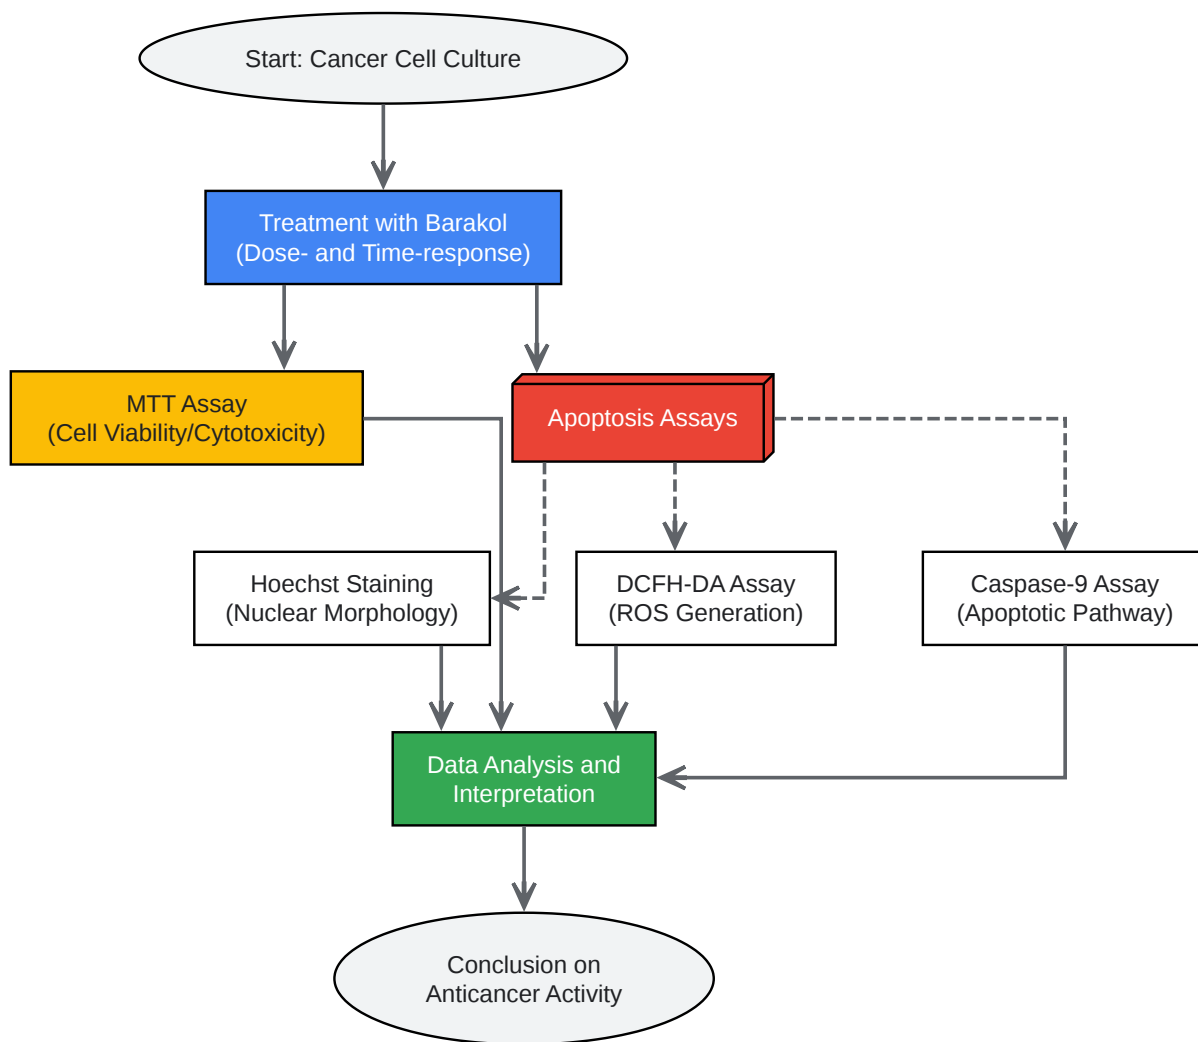 Start: Cancer Cell Culture
Treatment with Barakol
(Dose- and Time-response)
MTT Assay
(Cell Viability/Cytotoxicity)
Apoptosis Assays
Hoechst Staining
(Nuclear Morphology)
DCFH-DA Assay
(ROS Generation)
Caspase-9 Assay
(Apoptotic Pathway)
Data Analysis and
Interpretation
Conclusion on
Anticancer Activity